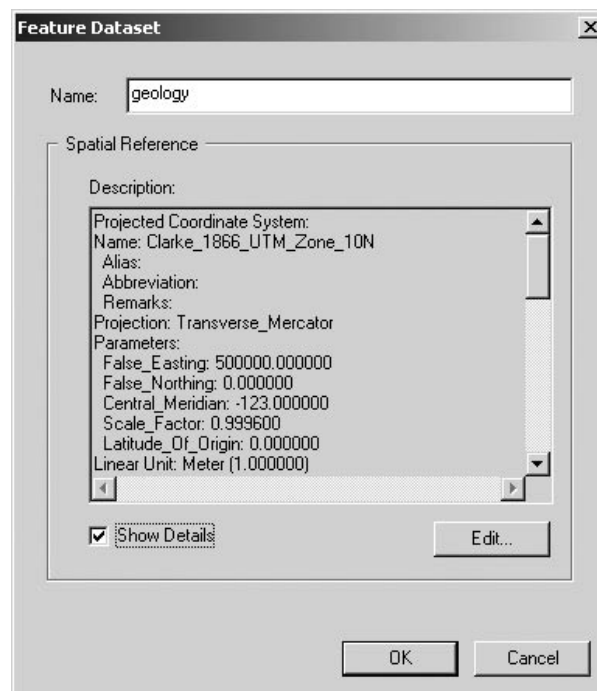 Feature Dataset
Name: geology
Spatial Reference
Description:
Projected Coordinate System:
Name: Clarke_1866_UTM_Zone_10N
Alias:
Abbreviation:
Remarks:
Projection: Transverse_Mercator
Parameters:
False_Easting: 500000.000000
False_Northing: 0.000000
Central_Meridian: -123.000000
Scale_Factor: 0.999600
Latitude_Of_Origin: 0.000000
Linear Unit: Meter (1.000000)
Show Details
Edit...
OK
Cancel